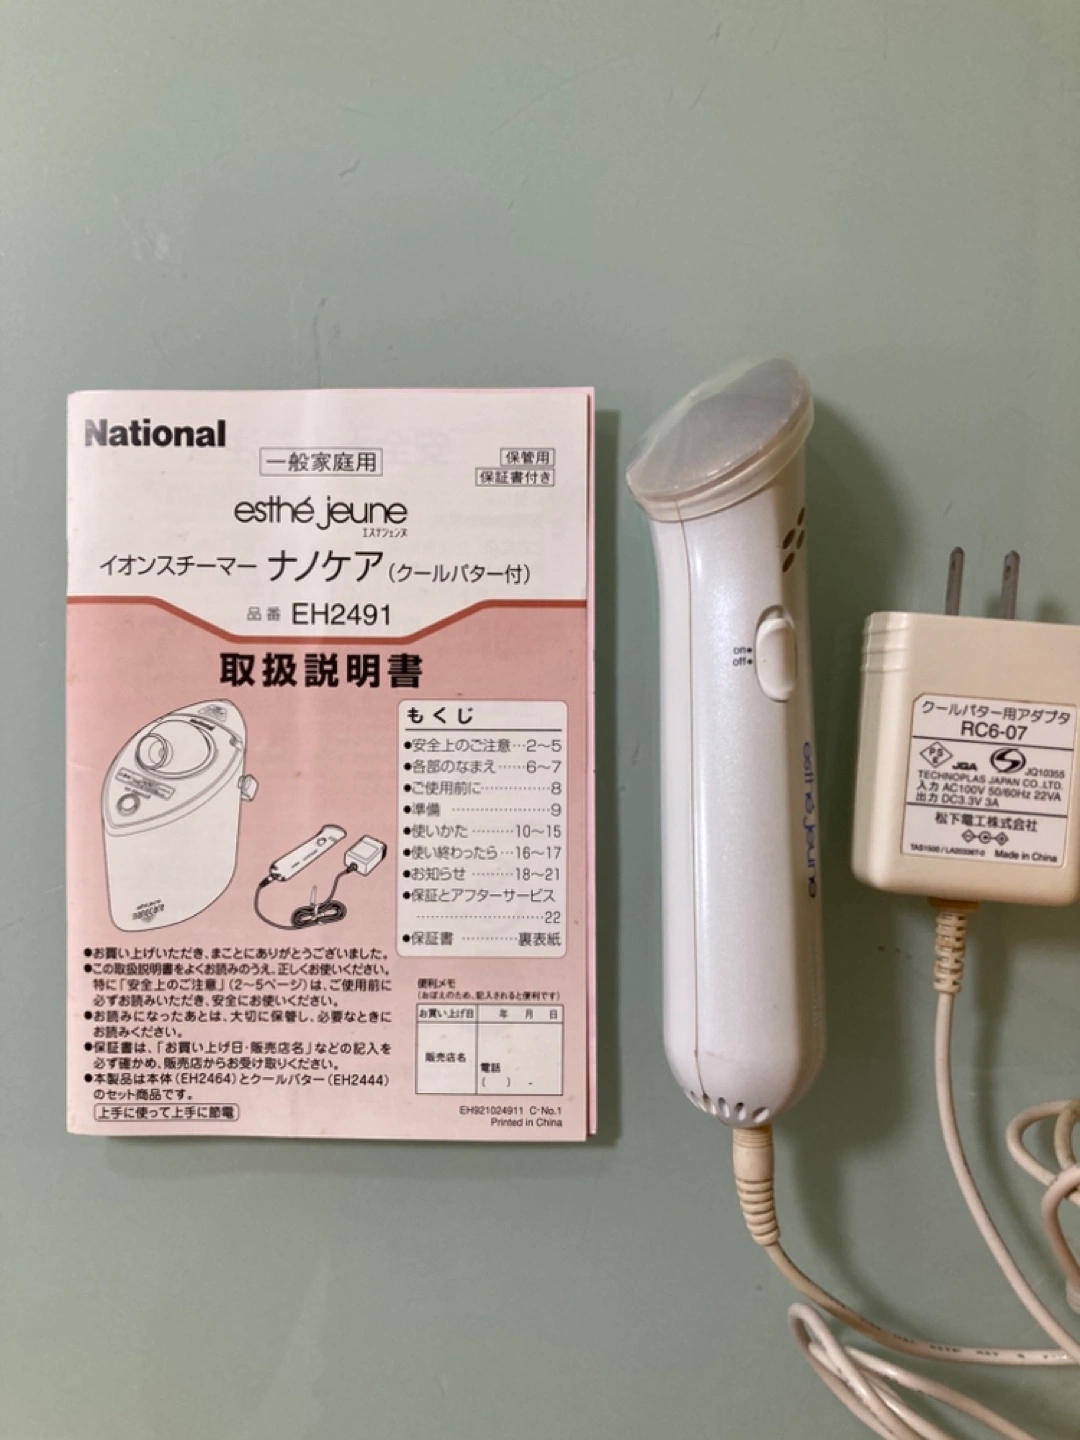 National
一般家庭用
保管用
保証書付き
esthé jeune
エステジェンヌ
イオンスチーマー ナノケア(クールパター付)
品番 EH2491
取扱説明書
もくじ
●安全上のご注意…2～5
●各部のなまえ……6～7
●ご使用前に…………8
●準備 ………………9
●使いかた ………10～15
●使い終わったら…16～17
●お知らせ ………18～21
●保証とアフターサービス
……………………22
●保証書 …………裏表紙
●お買い上げいただき、まことにありがとうございました。
●この取扱説明書をよくお読みのうえ、正しくお使いください。
特に「安全上のご注意」(2～5ページ)は、ご使用前に
必ずお読みいただき、安全にお使いください。
●お読みになったあとは、大切に保管し、必要なときに
お読みください。
●保証書は、「お買い上げ日・販売店名」などの記入を
必ず確かめ、販売店からお受け取りください。
●本製品は本体(EH2464)とクールパター(EH2444)
のセット商品です。
上手に使って上手に節電
便利メモ
(おぼえのため、記入されると便利です)
お買い上げ日 年 月 日
販売店名
電話
( ) -
EH921024911 C-No.1
Printed in China
on●
off●
esthé jeune
クールパター用アダプタ
RC6-07
PS
E
JQA
JQ10355
TECHNOPLAS JAPAN CO.,LTD.
入力 AC100V 50/60Hz 22VA
出力 DC3.3V 3A
松下電工株式会社
Made in China